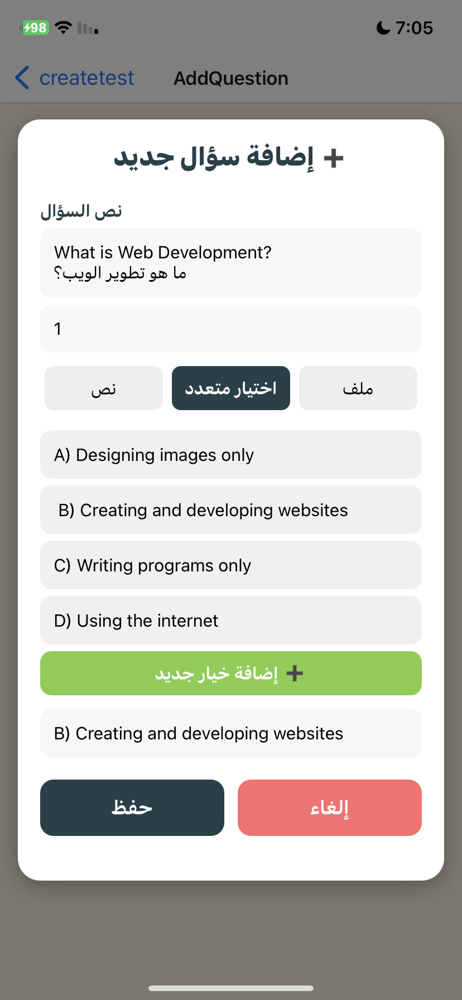 98
7:05
createtest
AddQuestion
➕ إضافة سؤال جديد
نص السؤال
What is Web Development?
ما هو تطوير الويب؟
1
نص
اختيار متعدد
ملف
A) Designing images only
B) Creating and developing websites
C) Writing programs only
D) Using the internet
➕ إضافة خيار جديد
B) Creating and developing websites
حفظ
إلغاء